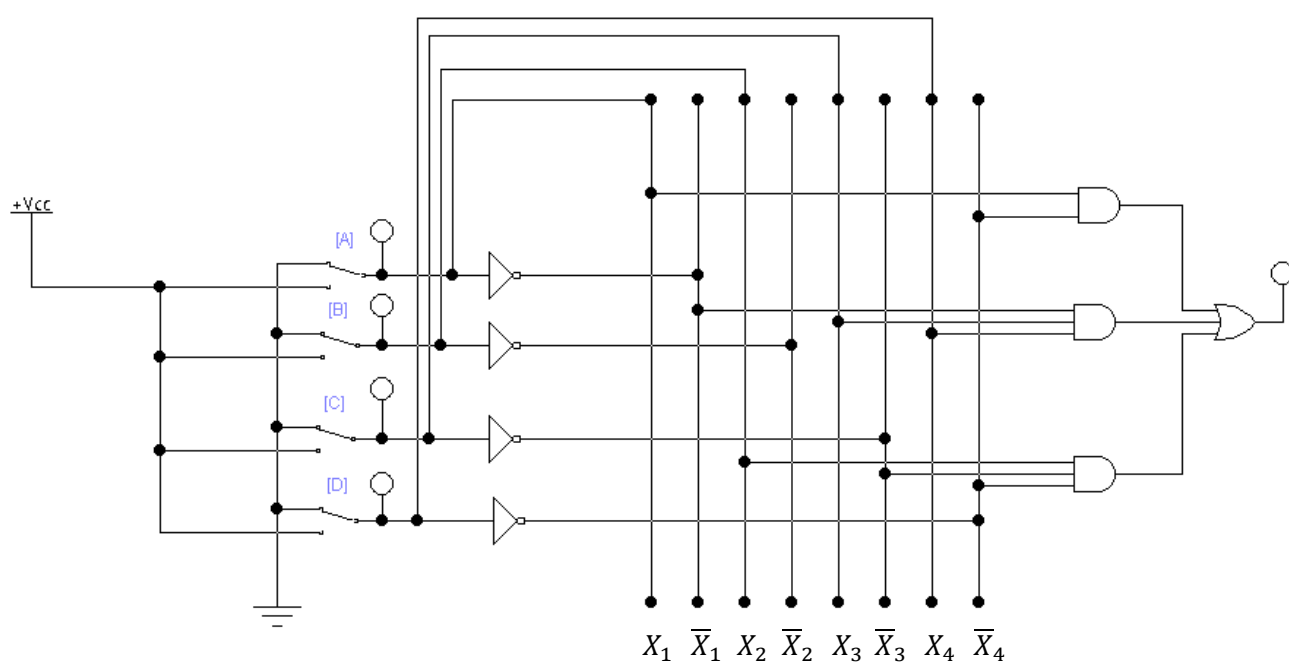 +Vcc
[A]
[B]
[C]
[D]
X₁ X̅₁ X₂ X̅₂ X₃ X̅₃ X₄ X̅₄